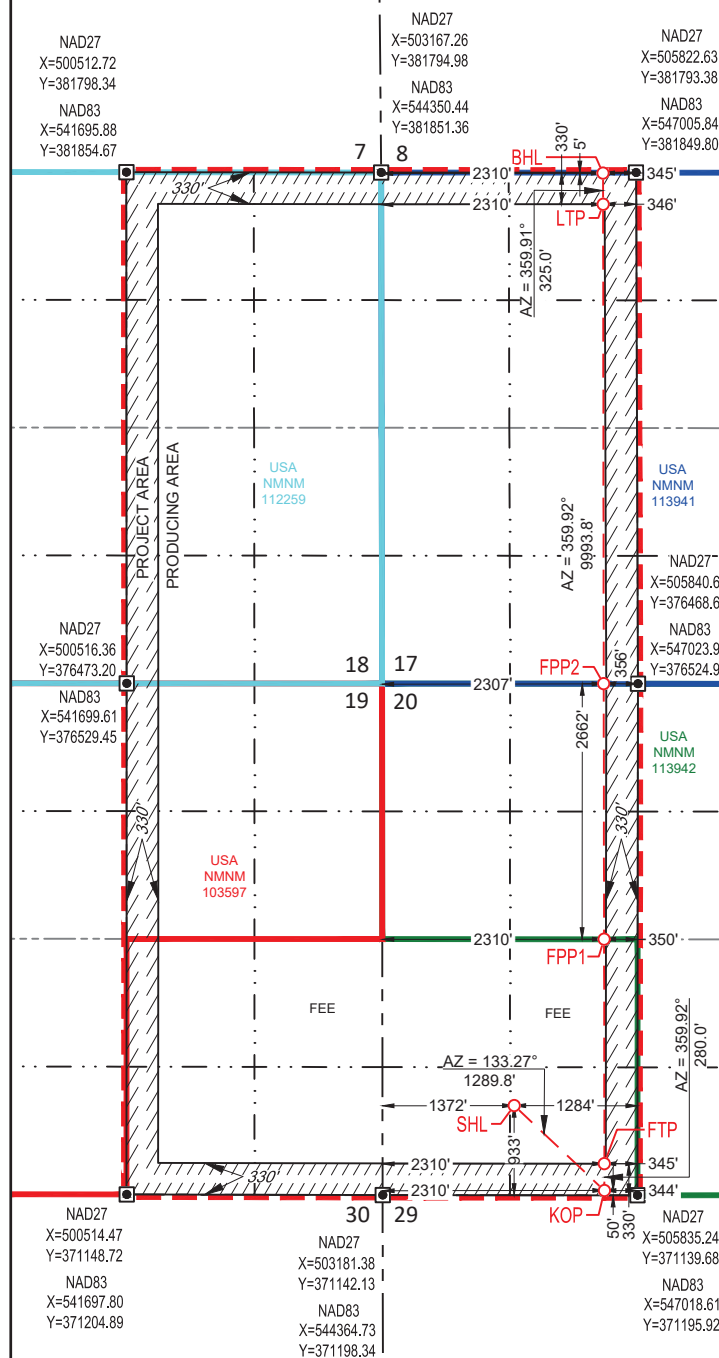 NAD27
X=500512.72
Y=381798.34
NAD83
X=541695.88
Y=381854.67
NAD27
X=503167.26
Y=381794.98
NAD83
X=544350.44
Y=381851.36
NAD27
X=505822.63
Y=381793.38
NAD83
X=547005.84
Y=381849.80
7 8
BHL
330'
5'
2310'
345'
330'
2310'
346'
LTP
AZ = 359.91°
325.0'
PROJECT AREA
PRODUCING AREA
USA
NMNM
112259
USA
NMNM
113941
AZ = 359.92°
9993.8'
NAD27
X=505840.6
Y=376468.6
NAD83
X=547023.9
Y=376524.9
NAD27
X=500516.36
Y=376473.20
NAD83
X=541699.61
Y=376529.45
18 17
19 20
FPP2
356'
2307'
2662'
USA
NMNM
113942
330'
330'
USA
NMNM
103597
2310'
350'
FPP1
FEE
FEE
AZ = 359.92°
280.0'
AZ = 133.27°
1289.8'
1372'
1284'
SHL
933'
FTP
2310'
345'
330'
2310'
344'
KOP
50'
330'
30 29
NAD27
X=500514.47
Y=371148.72
NAD83
X=541697.80
Y=371204.89
NAD27
X=503181.38
Y=371142.13
NAD83
X=544364.73
Y=371198.34
NAD27
X=505835.24
Y=371139.68
NAD83
X=547018.61
Y=371195.92